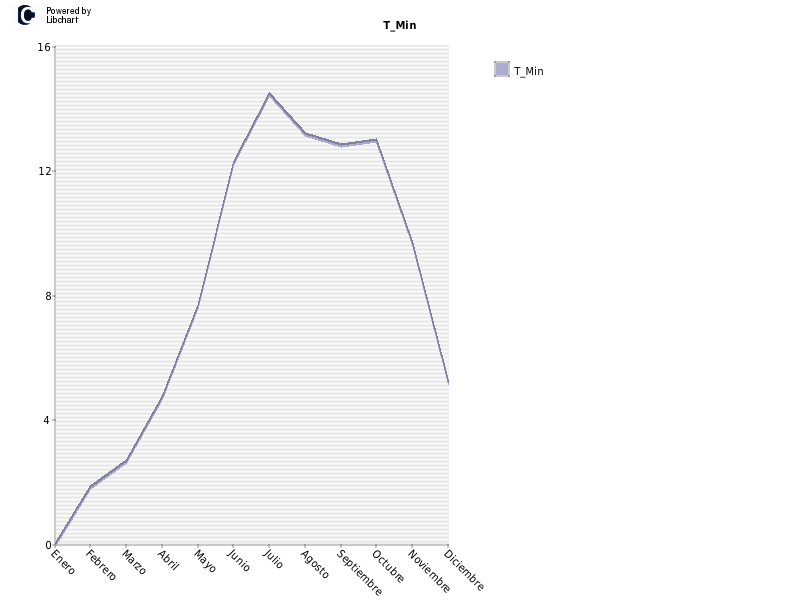 Powered by
Libchart
T_Min
16
12
8
4
0
T_Min
Enero
Febrero
Marzo
Abril
Mayo
Junio
Julio
Agosto
Septiembre
Octubre
Noviembre
Diciembre